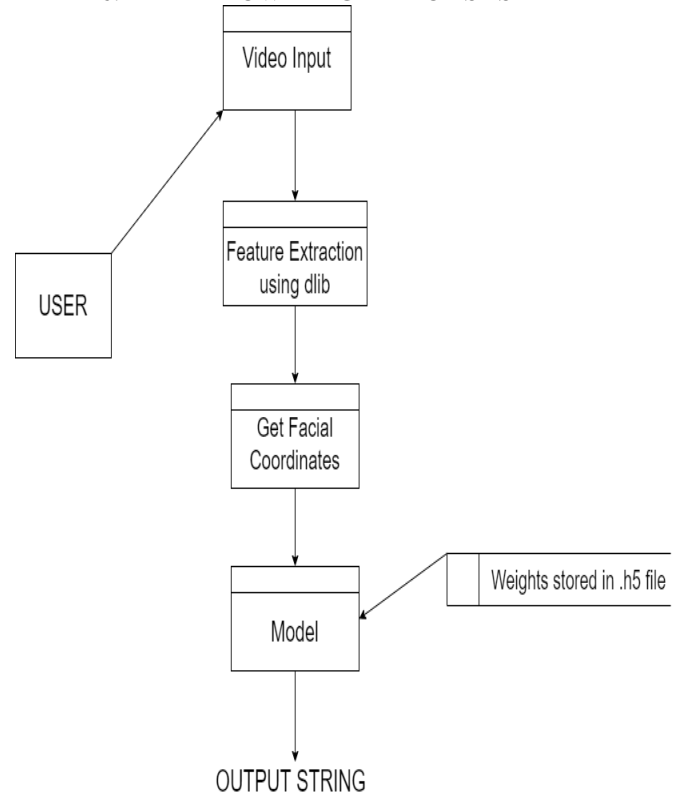 Video Input
Feature Extraction
using dlib
USER
Get Facial
Coordinates
Weights stored in .h5 file
Model
OUTPUT STRING